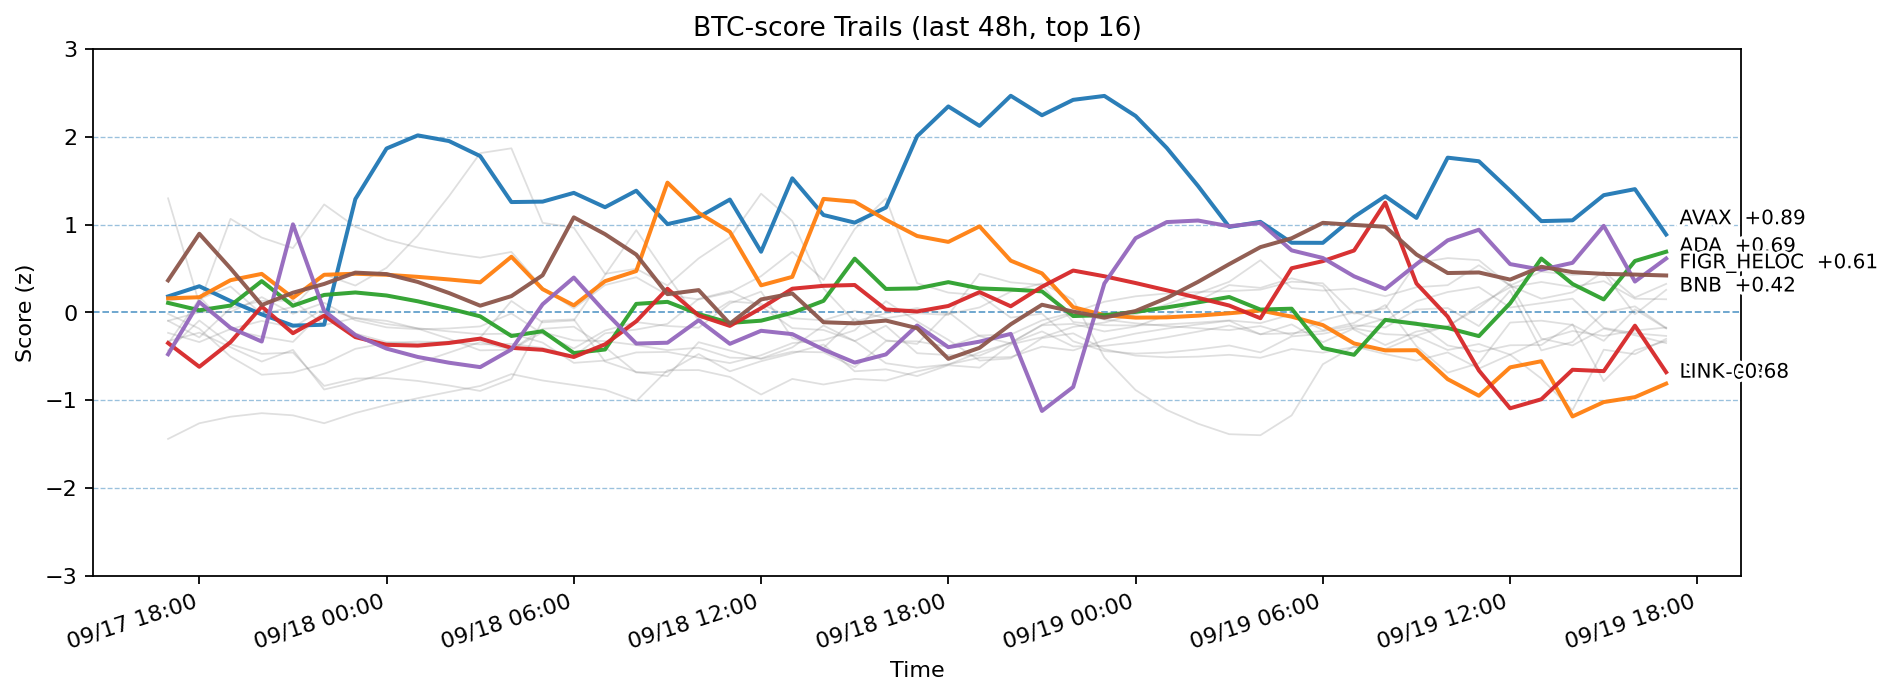 BTC-score Trails (last 48h, top 16)
Score (z)
3
2
1
0
−1
−2
−3
AVAX +0.89
ADA +0.69
FIGR_HELOC +0.61
BNB +0.42
09/17 18:00
09/18 00:00
09/18 06:00
09/18 12:00
09/18 18:00
09/19 00:00
09/19 06:00
09/19 12:00
09/19 18:00
Time